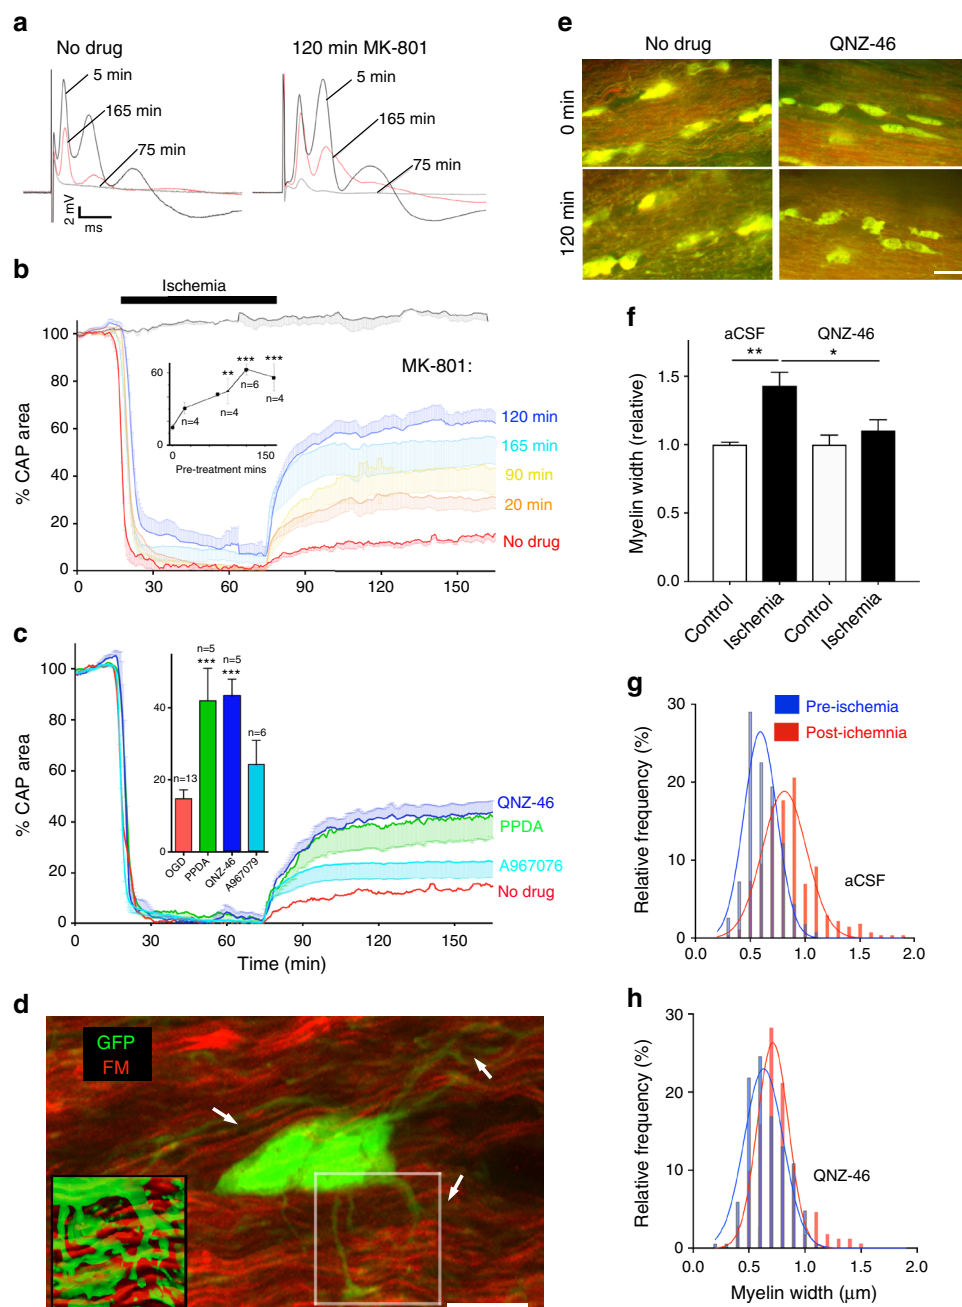 a
No drug
120 min MK-801
5 min
165 min
75 min
2 mV
ms
5 min
165 min
75 min
b
Ischemia
% CAP area
100
80
60
40
20
0
0
30
60
90
120
150
MK-801:
120 min
165 min
90 min
20 min
No drug
60
0
0
150
Pre-treatment mins
n=4
**
n=4
***
n=6
***
n=4
c
% CAP area
100
80
60
40
20
0
0
30
60
90
120
150
Time (min)
QNZ-46
PPDA
A967076
No drug
40
20
0
n=13
n=5
***
n=5
***
n=6
OGD
PPDA
QNZ-46
A967079
d
GFP
FM
e
No drug
QNZ-46
0 min
120 min
f
aCSF
QNZ-46
**
*
Myelin width (relative)
1.5
1.0
0.5
0.0
Control
Ischemia
Control
Ischemia
g
Pre-ischemia
Post-ichemnia
Relative frequency (%)
30
20
10
0
aCSF
0.0
0.5
1.0
1.5
2.0
h
Relative frequency (%)
30
20
10
0
QNZ-46
0.0
0.5
1.0
1.5
2.0
Myelin width (μm)